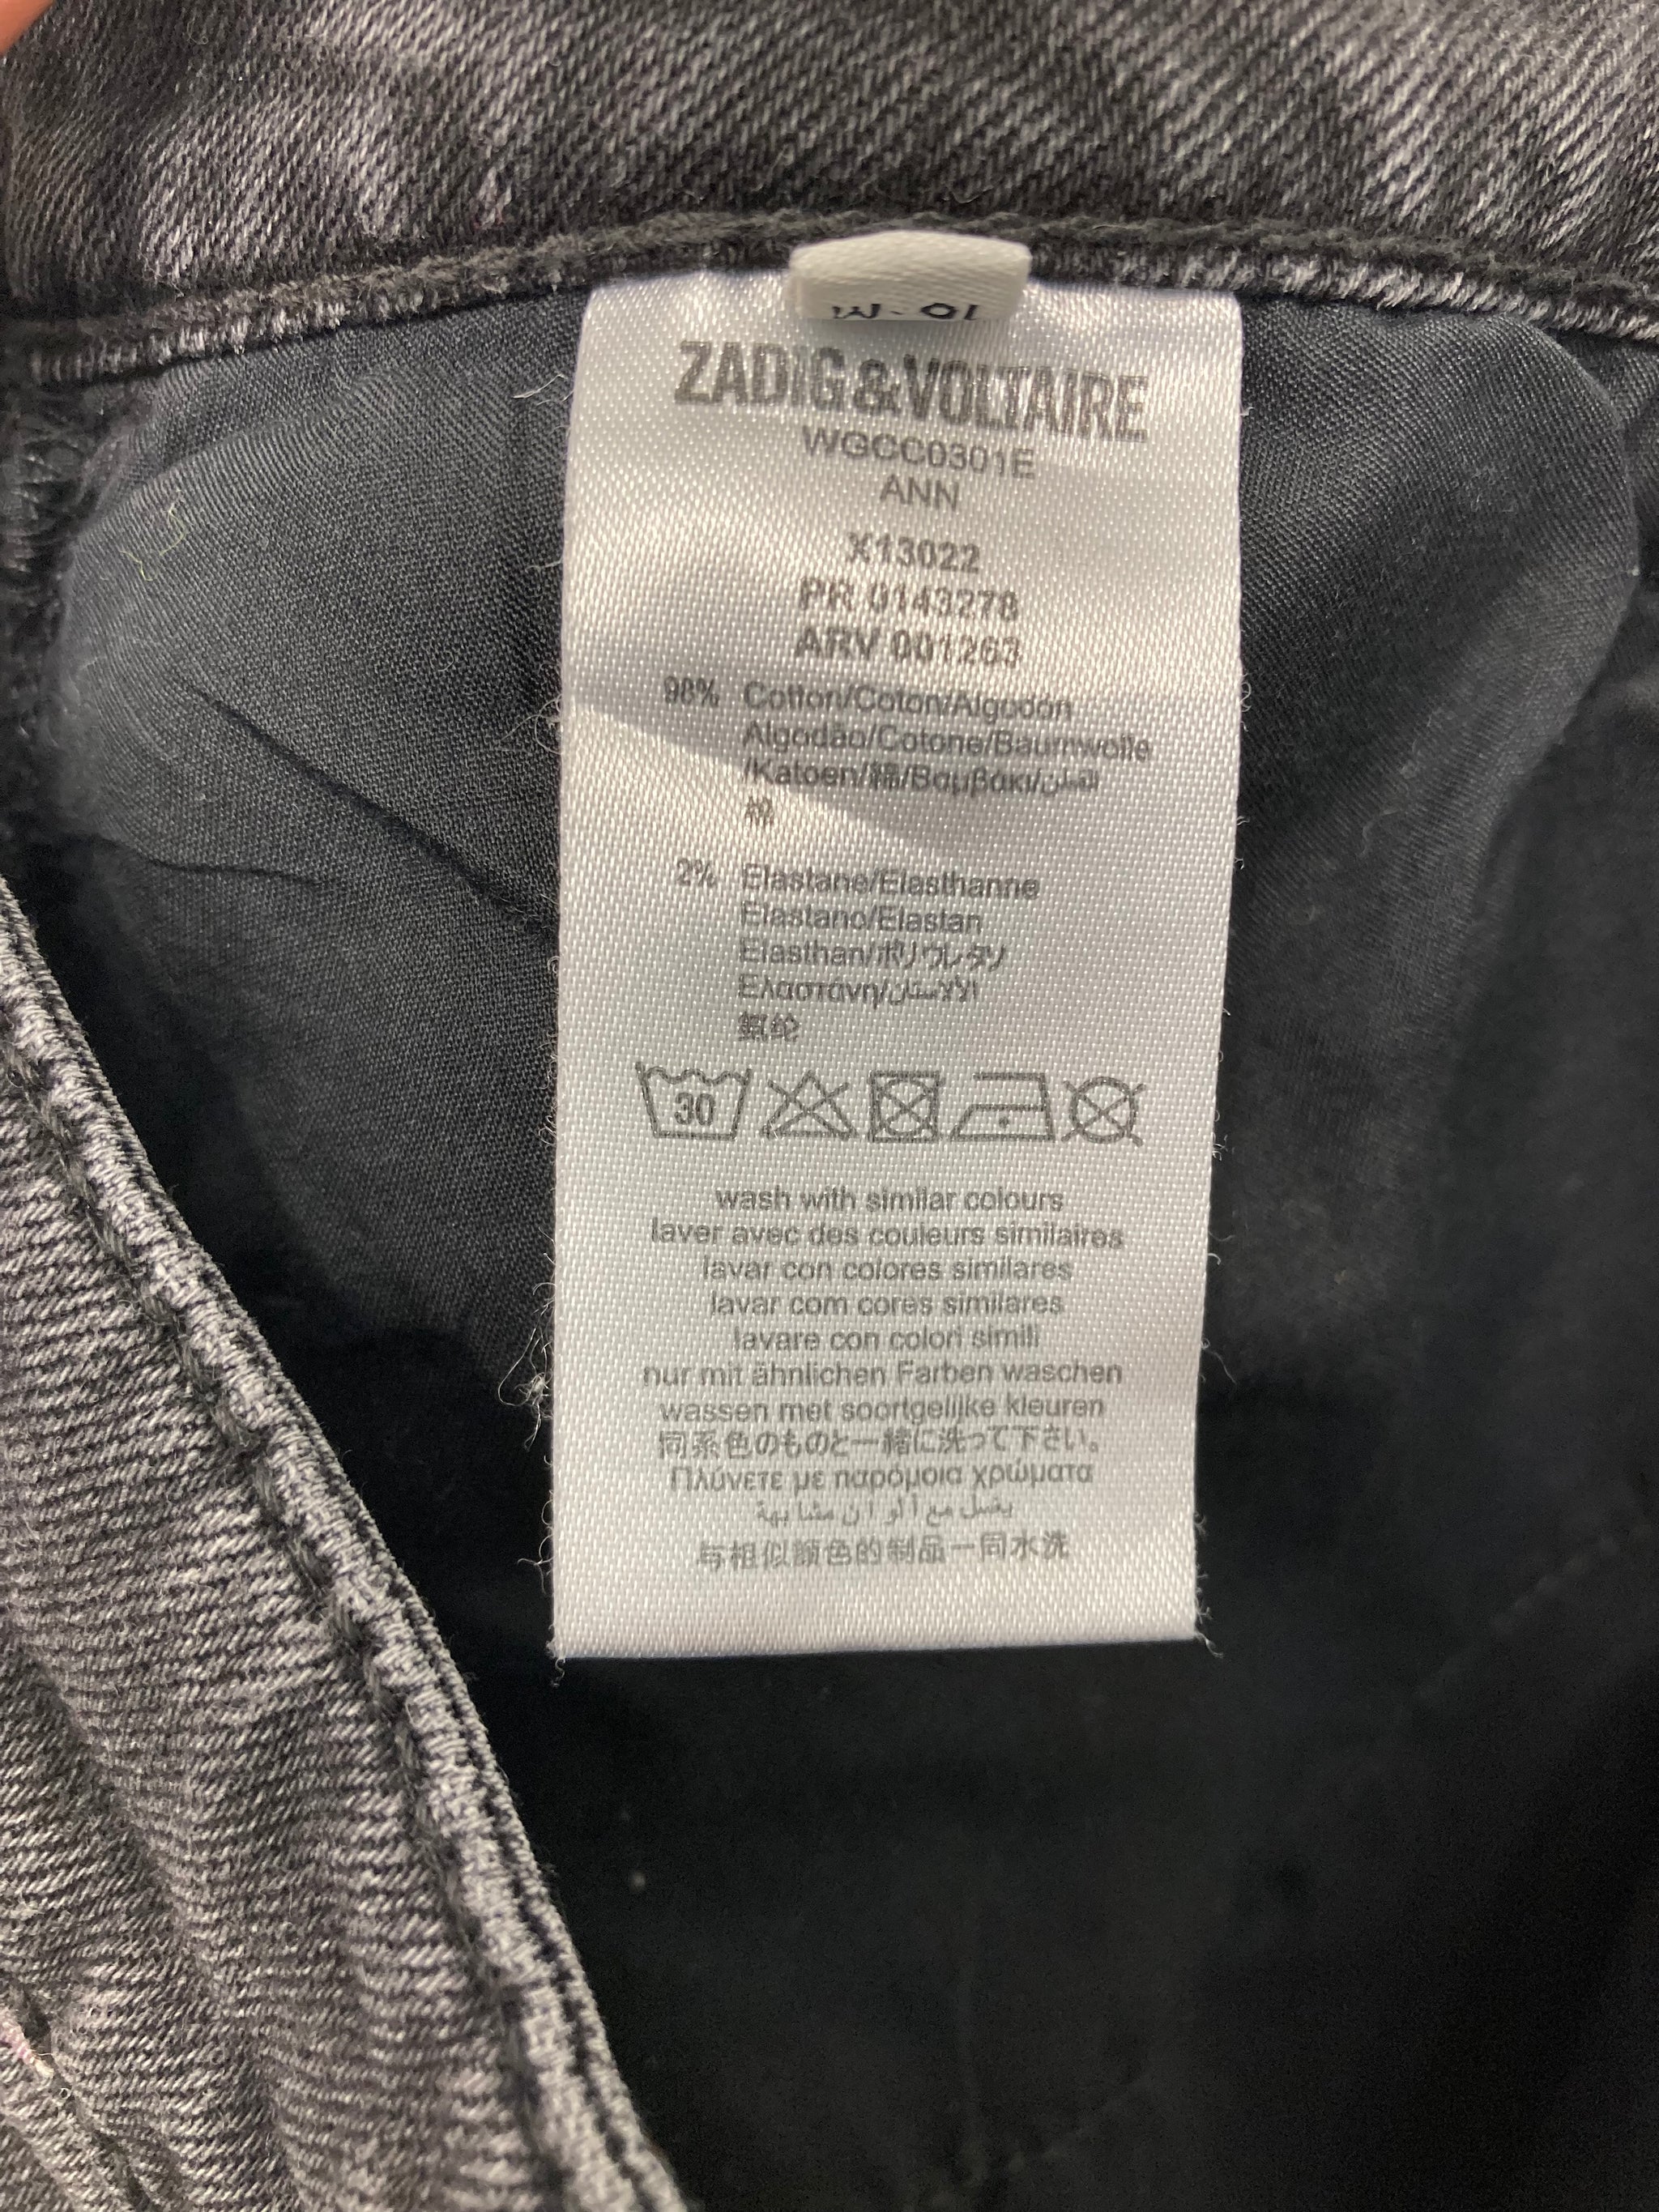 ZADIG&VOLTAIRE
WGCC0301E
ANN
X13022
PR 0143278
ARV 001263
98% Cotton/Coton/Algodón
Algodão/Cotone/Baumwolle
/Katoen/綿/Βαμβάκι/القطن
棉
2% Elastane/Elasthanne
Elastano/Elastan
Elasthan/ポリウレタン
Ελαστάνη/الالاستان
氨纶
30
wash with similar colours
laver avec des couleurs similaires
lavar con colores similares
lavar com cores similares
lavare con colori simili
nur mit ähnlichen Farben waschen
wassen met soortgelijke kleuren
同系色のものと一緒に洗って下さい。
Πλύνετε με παρόμοια χρώματα
يغسل مع ألو ان مشابهة
与相似颜色的制品一同水洗